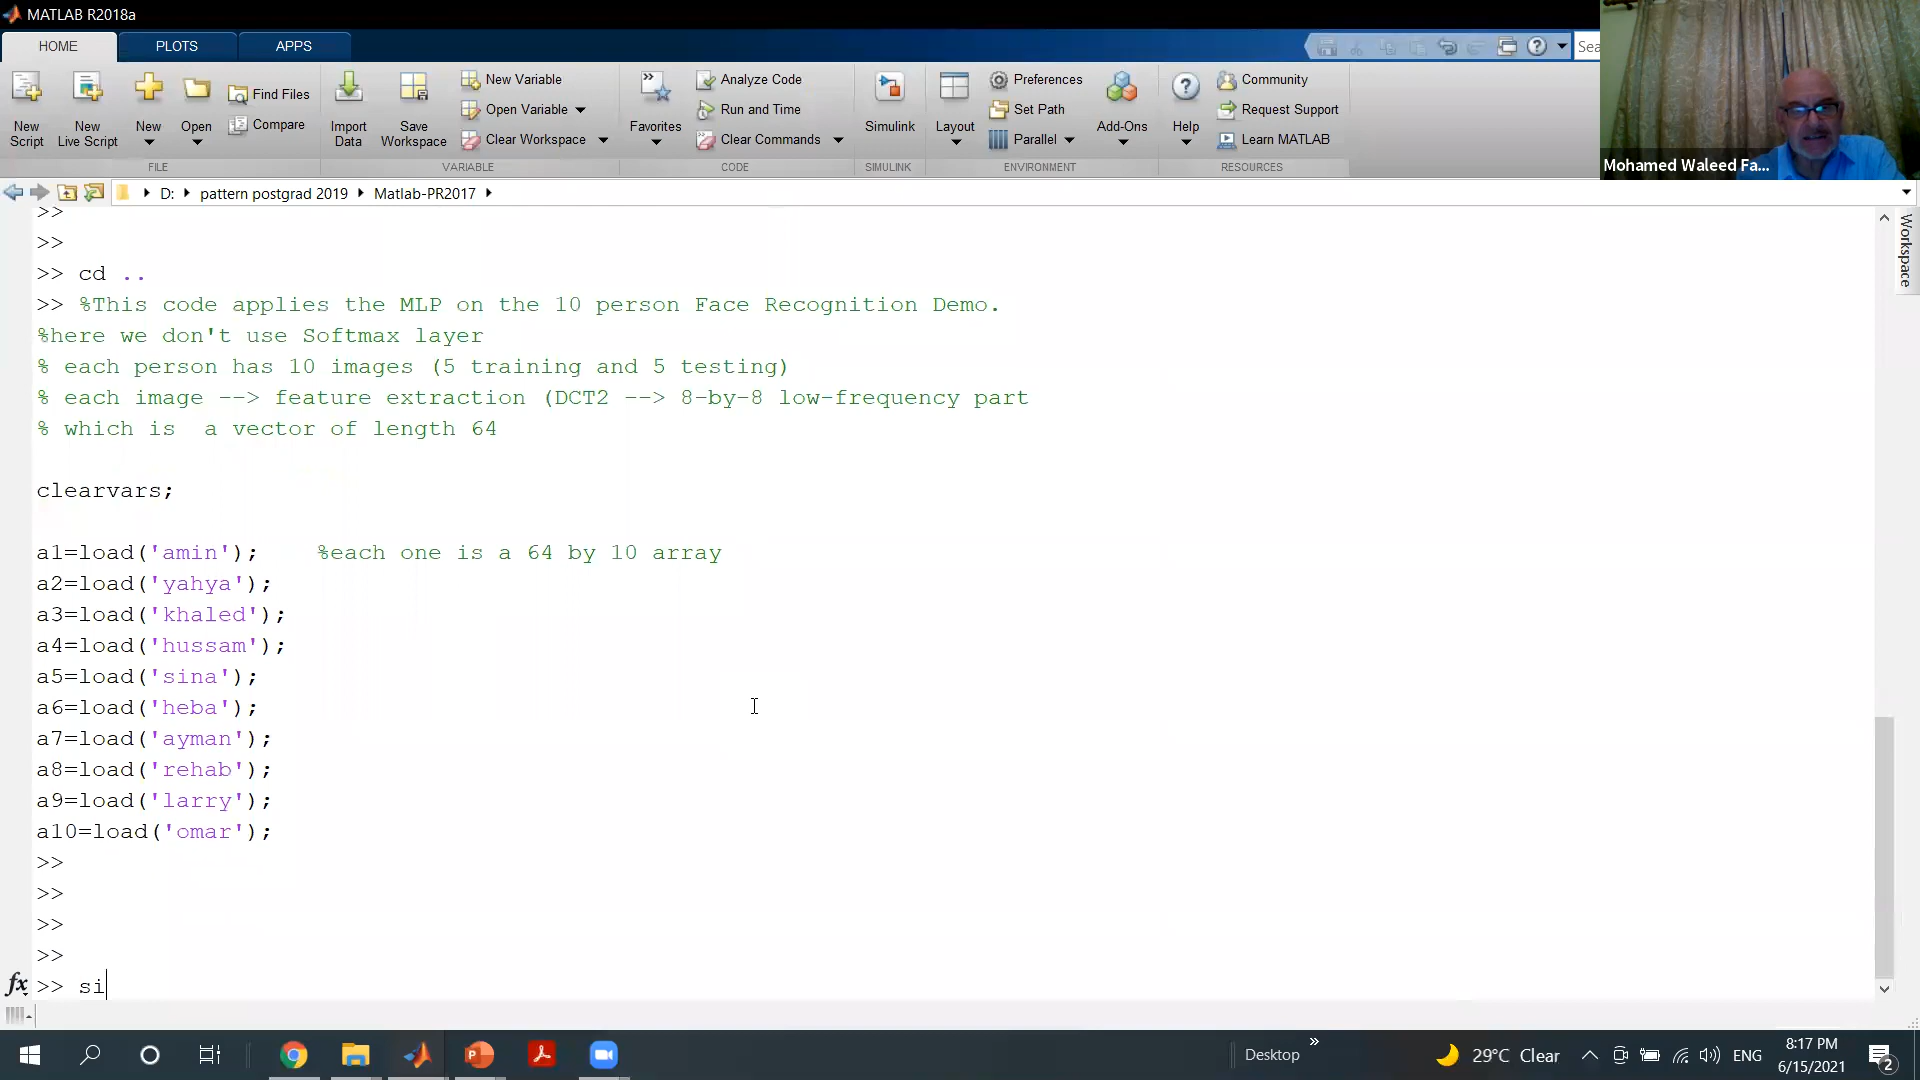 MATLAB R2018a
HOME PLOTS APPS
Sea
New Script
New Live Script
New
Open
Find Files
Compare
FILE
Import Data
Save Workspace
New Variable
Open Variable
Clear Workspace
VARIABLE
Favorites
Analyze Code
Run and Time
Clear Commands
CODE
Simulink
SIMULINK
Layout
Preferences
Set Path
Parallel
Add-Ons
ENVIRONMENT
Help
Community
Request Support
Learn MATLAB
RESOURCES
Mohamed Waleed Fa...
D: pattern postgrad 2019 Matlab-PR2017
Workspace
>>
>>
>> cd ..
>> %This code applies the MLP on the 10 person Face Recognition Demo.
%here we don't use Softmax layer
% each person has 10 images (5 training and 5 testing)
% each image --> feature extraction (DCT2 --> 8-by-8 low-frequency part
% which is  a vector of length 64
clearvars;
a1=load('amin');    %each one is a 64 by 10 array
a2=load('yahya');
a3=load('khaled');
a4=load('hussam');
a5=load('sina');
a6=load('heba');
a7=load('ayman');
a8=load('rehab');
a9=load('larry');
a10=load('omar');
>>
>>
>>
>>
fx >> si
Desktop
29°C Clear
ENG
8:17 PM
6/15/2021
2